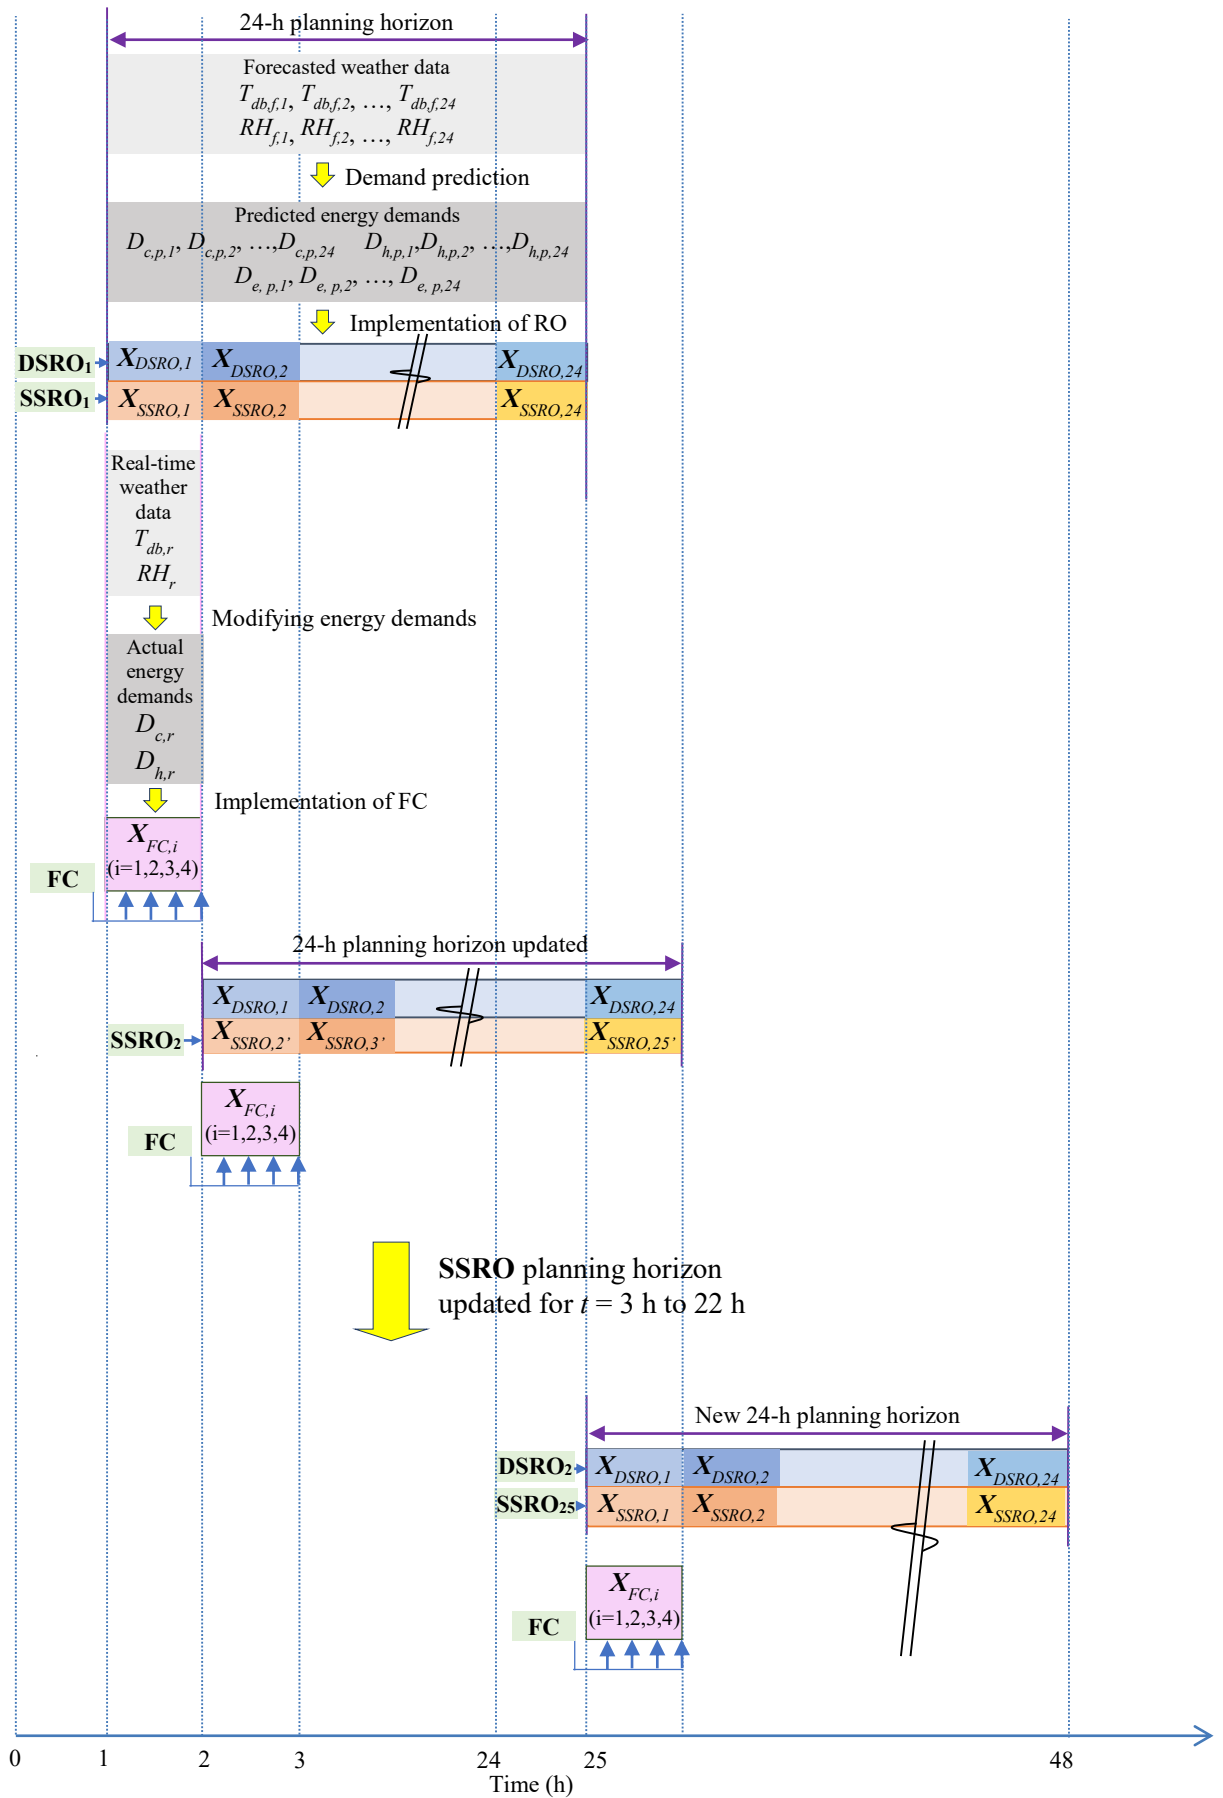 24-h planning horizon
Forecasted weather data
T_{db,f,1}, T_{db,f,2}, …, T_{db,f,24}
RH_{f,1}, RH_{f,2}, …, RH_{f,24}
Demand prediction
Predicted energy demands
D_{c,p,1}, D_{c,p,2}, …,D_{c,p,24} D_{h,p,1},D_{h,p,2}, …,D_{h,p,24}
D_{e, p,1}, D_{e, p,2}, …, D_{e, p,24}
Implementation of RO
DSRO₁ X_{DSRO,1} X_{DSRO,2} X_{DSRO,24}
SSRO₁ X_{SSRO,1} X_{SSRO,2} X_{SSRO,24}
Real-time
weather
data
T_{db,r}
RH_{r}
Modifying energy demands
Actual
energy
demands
D_{c,r}
D_{h,r}
Implementation of FC
X_{FC,i}
(i=1,2,3,4)
FC
24-h planning horizon updated
X_{DSRO,1} X_{DSRO,2} X_{DSRO,24}
SSRO₂ X_{SSRO,2’} X_{SSRO,3’} X_{SSRO,25’}
X_{FC,i}
(i=1,2,3,4)
FC
SSRO planning horizon
updated for t = 3 h to 22 h
New 24-h planning horizon
DSRO₂ X_{DSRO,1} X_{DSRO,2} X_{DSRO,24}
SSRO₂₅ X_{SSRO,1} X_{SSRO,2} X_{SSRO,24}
X_{FC,i}
(i=1,2,3,4)
FC
0 1 2 3 24 25 48
Time (h)